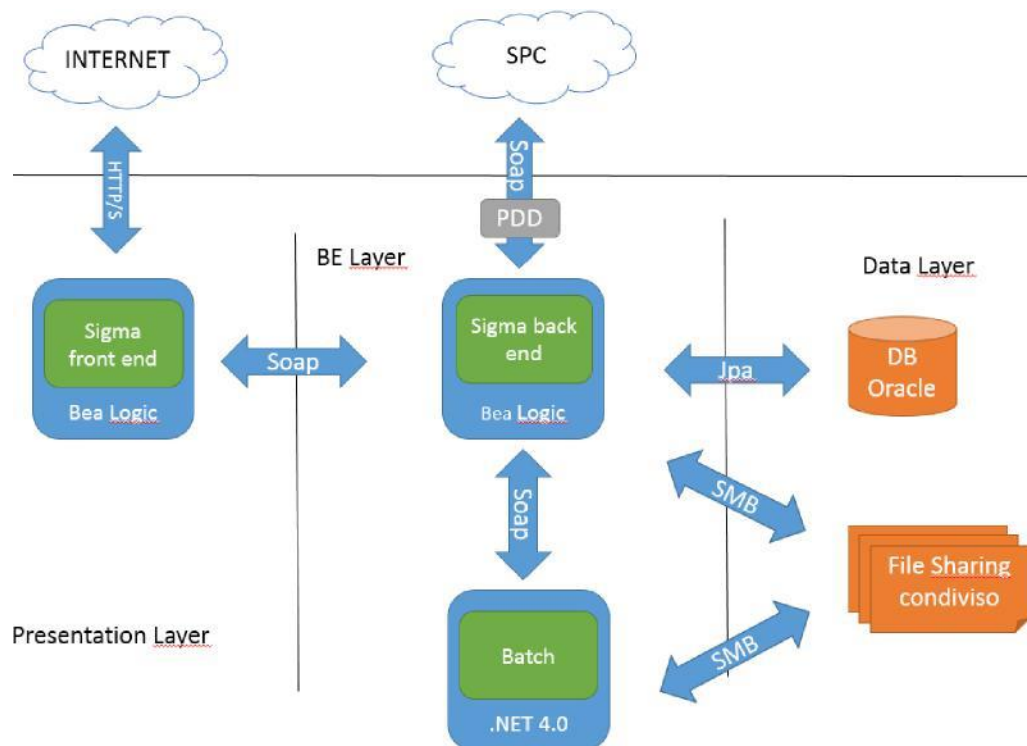 INTERNET
SPC
HTTP/S
Soap
PDD
BE Layer
Data Layer
Sigma
front end
Bea Logic
Soap
Sigma back
end
Bea Logic
Jpa
DB
Oracle
Soap
SMB
File Sharing
condiviso
Presentation Layer
Batch
.NET 4.0
SMB